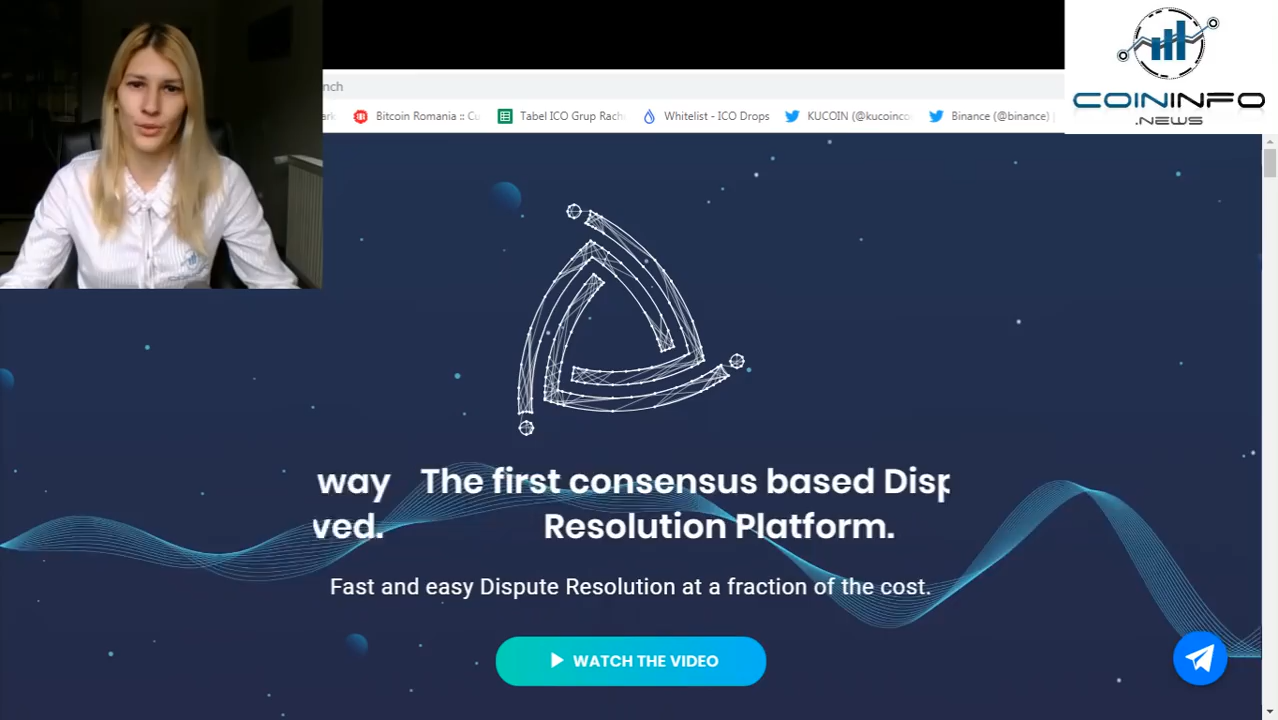 COININFO
.NEWS
nch
ark
Bitcoin Romania :: Cu
Tabel ICO Grup Rach
Whitelist - ICO Drops
KUCOIN (@kucoinco
Binance (@binance) |
way
ved.
The first consensus based Disp
Resolution Platform.
Fast and easy Dispute Resolution at a fraction of the cost.
WATCH THE VIDEO